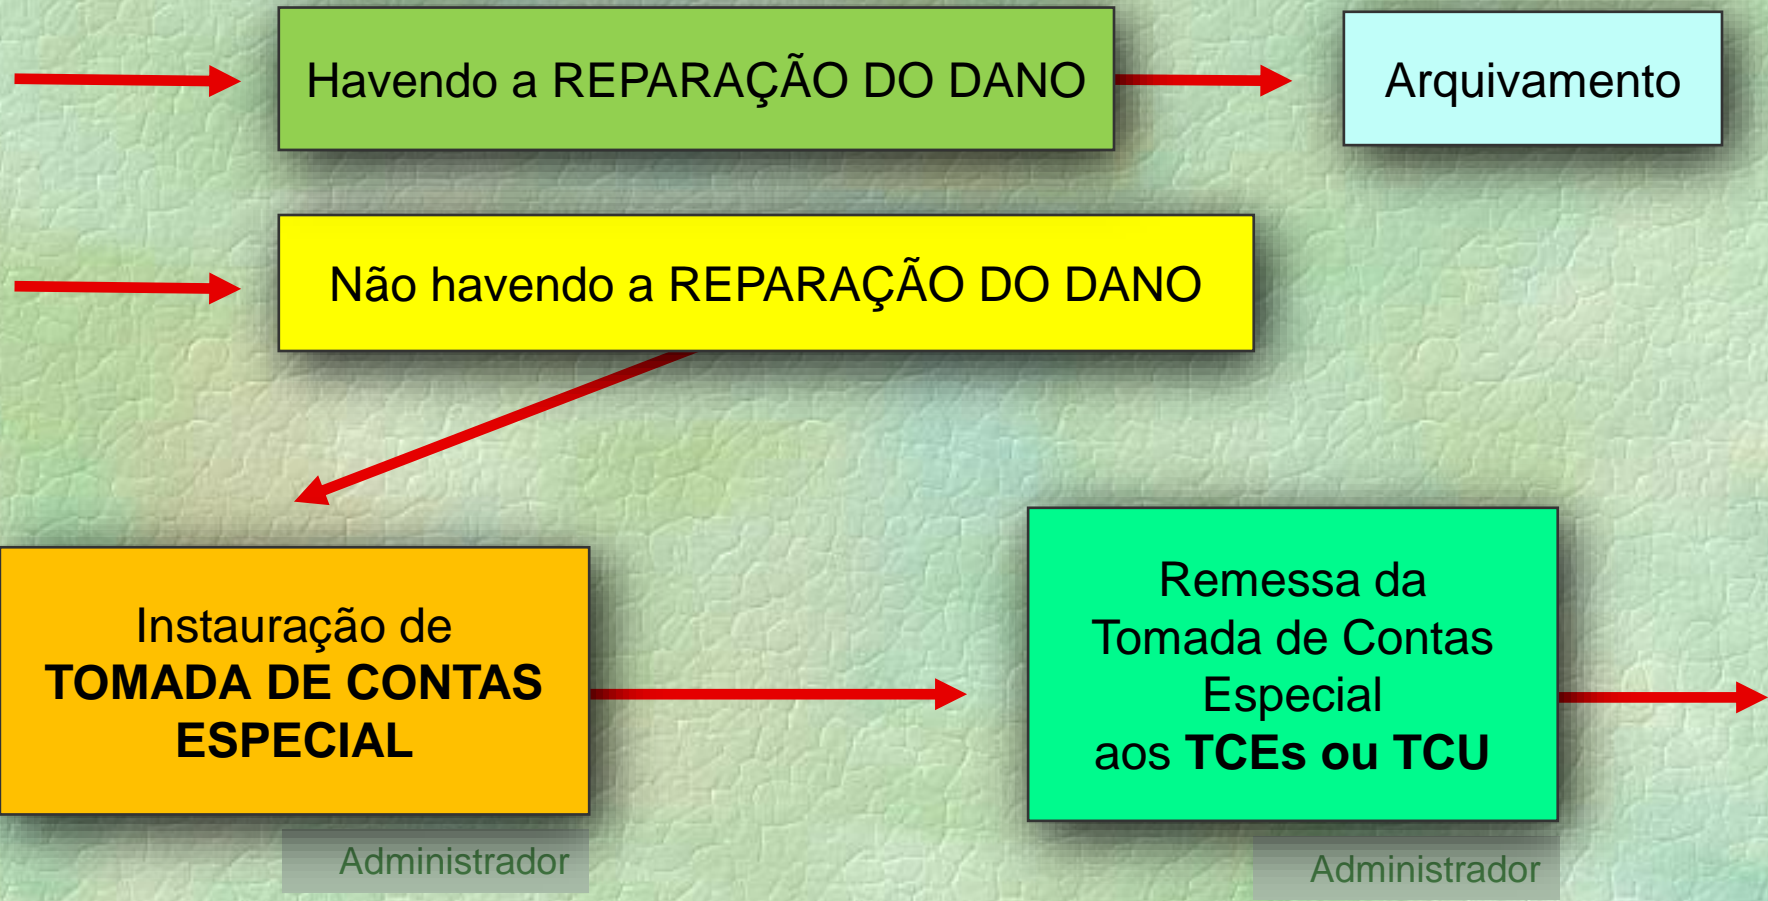 Havendo a REPARAÇÃO DO DANO
Arquivamento
Não havendo a REPARAÇÃO DO DANO
Instauração de
TOMADA DE CONTAS
ESPECIAL
Administrador
Remessa da
Tomada de Contas
Especial
aos TCEs ou TCU
Administrador